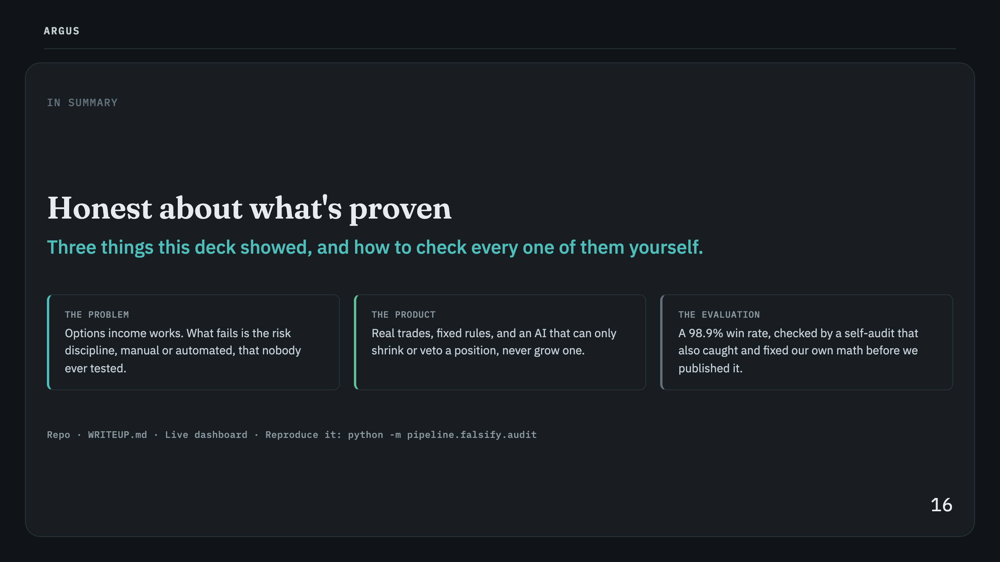 ARGUS
IN SUMMARY
Honest about what's proven
Three things this deck showed, and how to check every one of them yourself.
THE PROBLEM
Options income works. What fails is the risk
discipline, manual or automated, that nobody
ever tested.
THE PRODUCT
Real trades, fixed rules, and an AI that can only
shrink or veto a position, never grow one.
THE EVALUATION
A 98.9% win rate, checked by a self-audit that
also caught and fixed our own math before we
published it.
Repo · WRITEUP.md · Live dashboard · Reproduce it: python -m pipeline.falsify.audit
16